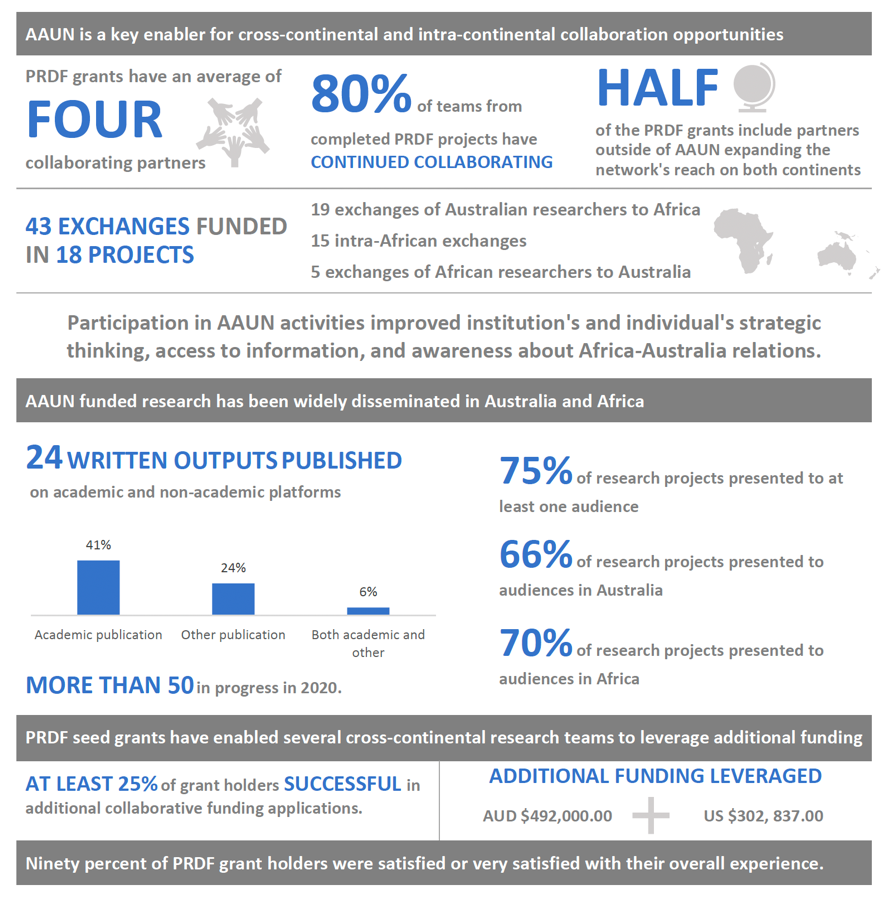 AAUN is a key enabler for cross-continental and intra-continental collaboration opportunities
PRDF grants have an average of
FOUR
collaborating partners
80% of teams from
completed PRDF projects have
CONTINUED COLLABORATING
HALF
of the PRDF grants include partners
outside of AAUN expanding the
network's reach on both continents
43 EXCHANGES FUNDED
IN 18 PROJECTS
19 exchanges of Australian researchers to Africa
15 intra-African exchanges
5 exchanges of African researchers to Australia
Participation in AAUN activities improved institution's and individual's strategic
thinking, access to information, and awareness about Africa-Australia relations.
AAUN funded research has been widely disseminated in Australia and Africa
24 WRITTEN OUTPUTS PUBLISHED
on academic and non-academic platforms
41%
24%
6%
Academic publication
Other publication
Both academic and
other
MORE THAN 50 in progress in 2020.
75% of research projects presented to at
least one audience
66% of research projects presented to
audiences in Australia
70% of research projects presented to
audiences in Africa
PRDF seed grants have enabled several cross-continental research teams to leverage additional funding
AT LEAST 25% of grant holders SUCCESSFUL in
additional collaborative funding applications.
ADDITIONAL FUNDING LEVERAGED
AUD $492,000.00
US $302, 837.00
Ninety percent of PRDF grant holders were satisfied or very satisfied with their overall experience.